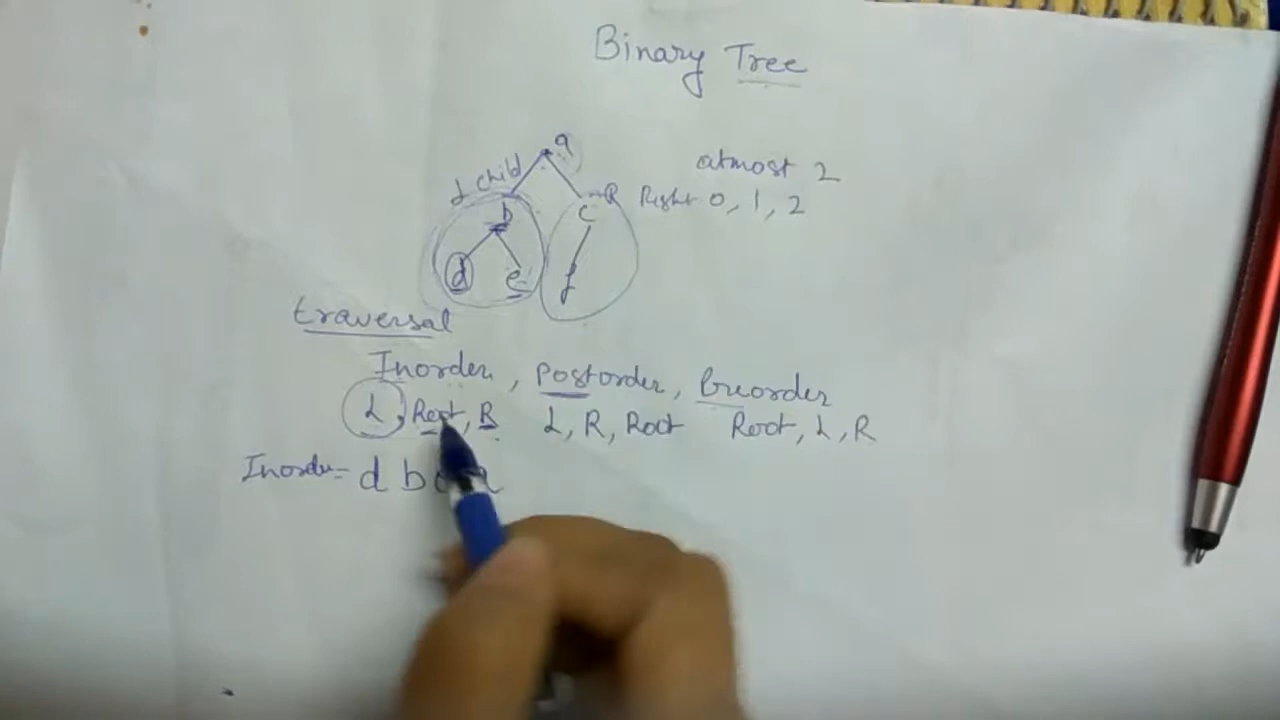 Binary Tree
a
L child
atmost 2
R Right 0, 1, 2
b c
d e f
traversal
Inorder, Postorder, Preorder
L, Root, R L, R, Root Root, L, R
Inorder = d b e a